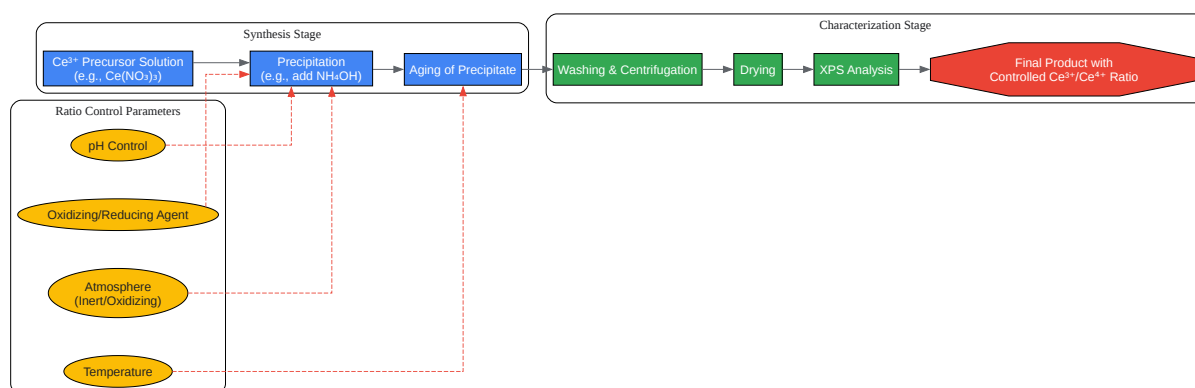 Synthesis Stage
Ce³⁺ Precursor Solution
(e.g., Ce(NO₃)₃)
Precipitation
(e.g., add NH₄OH)
Aging of Precipitate
Characterization Stage
Washing & Centrifugation
Drying
XPS Analysis
Final Product with
Controlled Ce³⁺/Ce⁴⁺ Ratio
Ratio Control Parameters
pH Control
Oxidizing/Reducing Agent
Atmosphere
(Inert/Oxidizing)
Temperature